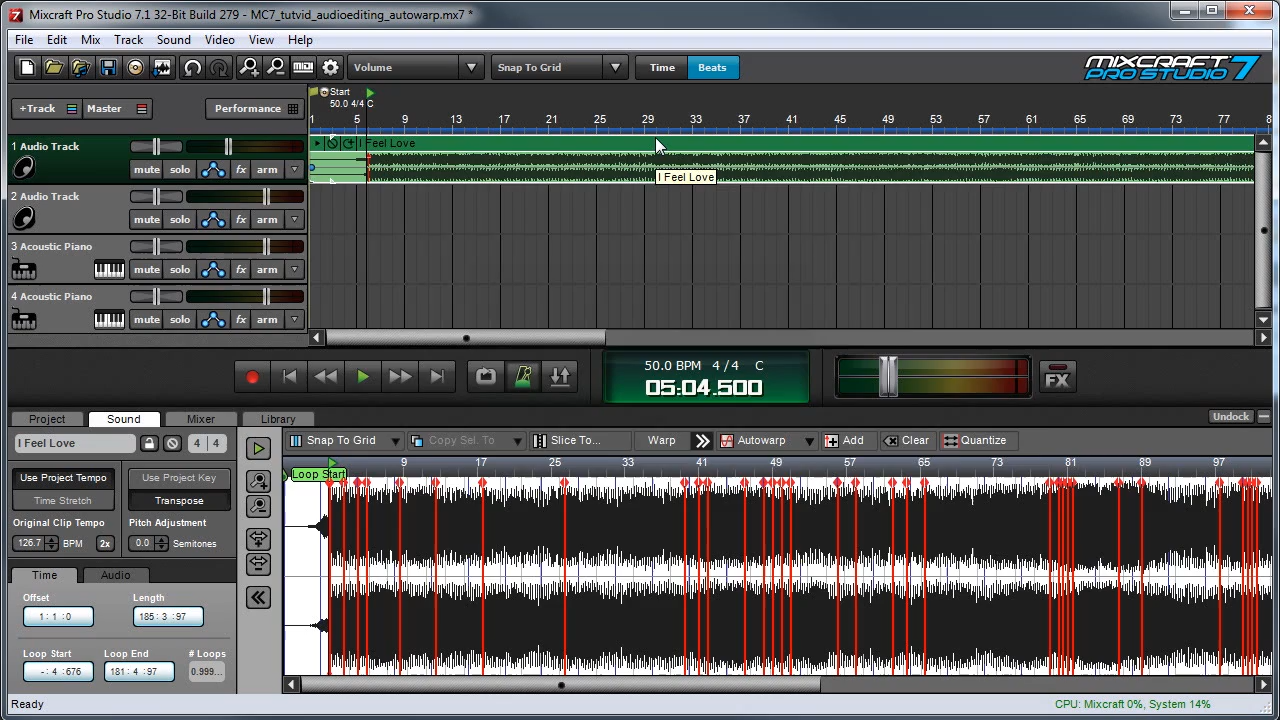 Mixcraft Pro Studio 7.1 32-Bit Build 279 - MC7_tutvid_audioediting_autowarp.mx7 *
File Edit Mix Track Sound Video View Help
Volume Snap To Grid Time Beats MIXCRAFT PRO STUDIO 7
+Track Master Performance
Start
50.0 4/4 C
1 5 9 13 17 21 25 29 33 37 41 45 49 53 57 61 65 69 73 77 8
1 Audio Track
I Feel Love
mute solo fx arm
I Feel Love
2 Audio Track
mute solo fx arm
3 Acoustic Piano
mute solo fx arm
4 Acoustic Piano
mute solo fx arm
50.0 BPM 4/4 C
05:04.500
FX
Project Sound Mixer Library Undock
I Feel Love 4 4
Snap To Grid Copy Sel. To Slice To... Warp Autowarp Add Clear Quantize
9 17 25 33 41 49 57 65 73 81 89 97
Loop Start
Use Project Tempo Use Project Key
Time Stretch Transpose
Original Clip Tempo Pitch Adjustment
126.7 BPM 2x 0.0 Semitones
Time Audio
Offset Length
1:1:0 185:3:97
Loop Start Loop End # Loops
-:4:676 181:4:97 0.999...
Ready CPU: Mixcraft 0%, System 14%